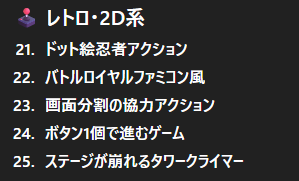 🕹️ レトロ・2D系
21. ドット絵忍者アクション
22. バトルロイヤルファミコン風
23. 画面分割の協力アクション
24. ボタン1個で進むゲーム
25. ステージが崩れるタワークライマー